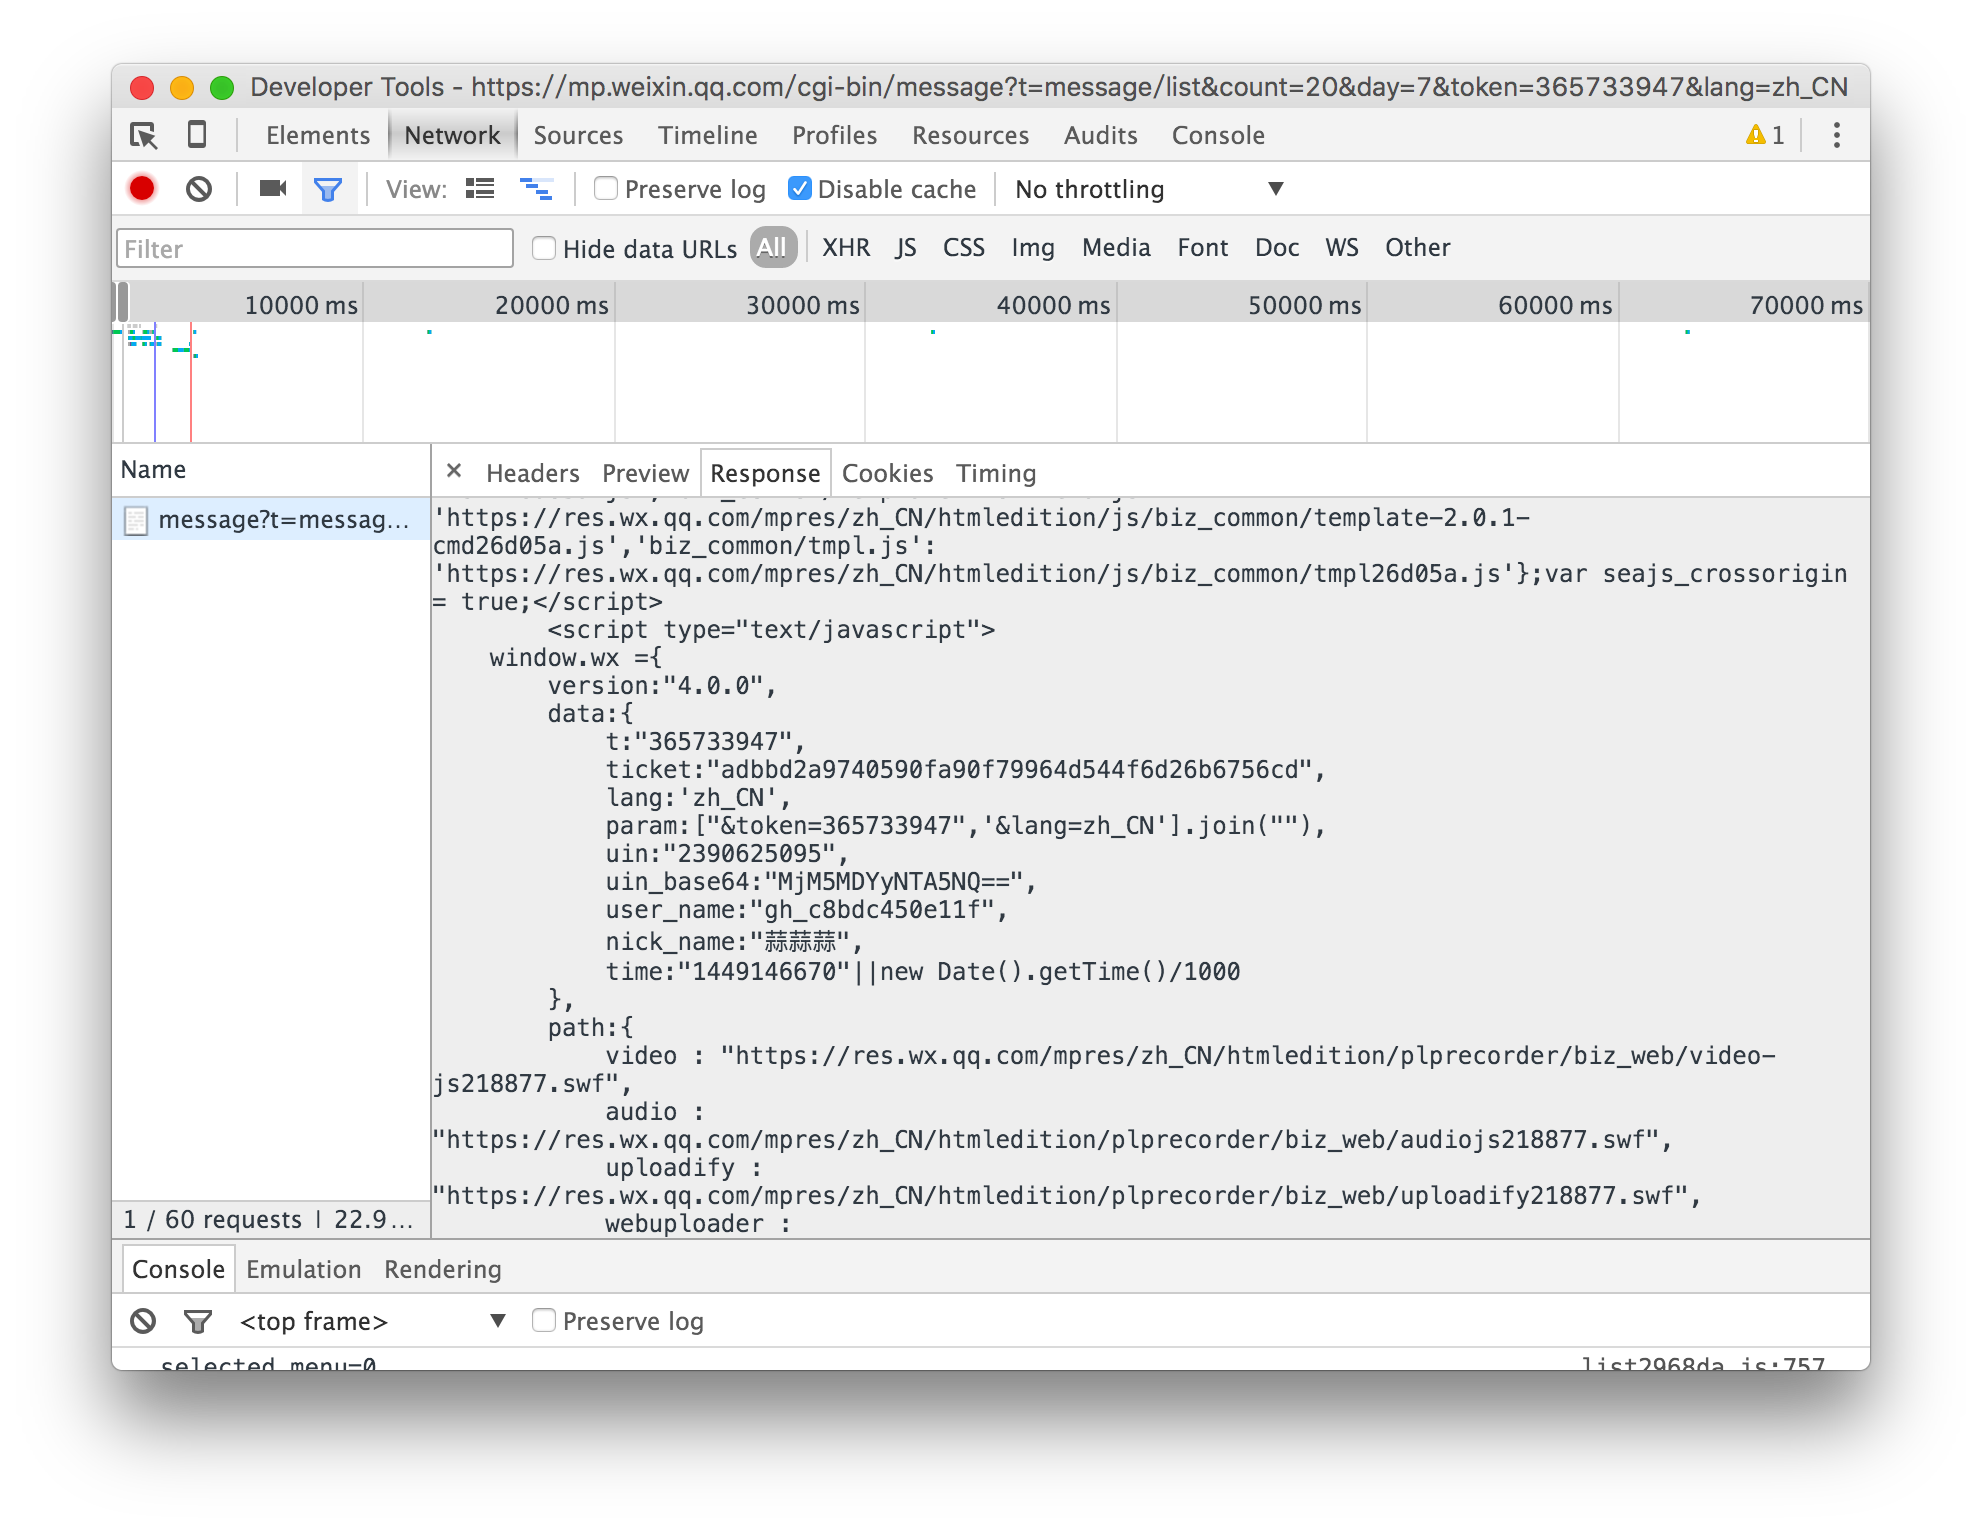 Developer Tools - https://mp.weixin.qq.com/cgi-bin/message?t=message/list&count=20&day=7&token=365733947&lang=zh_CN
Elements Network Sources Timeline Profiles Resources Audits Console 1
View: Preserve log Disable cache No throttling
Filter Hide data URLs All XHR JS CSS Img Media Font Doc WS Other
10000 ms 20000 ms 30000 ms 40000 ms 50000 ms 60000 ms 70000 ms
Name
× Headers Preview Response Cookies Timing
message?t=messag...
'https://res.wx.qq.com/mpres/zh_CN/htmledition/js/biz_common/template-2.0.1-
cmd26d05a.js','biz_common/tmpl.js':
'https://res.wx.qq.com/mpres/zh_CN/htmledition/js/biz_common/tmpl26d05a.js'};var seajs_crossorigin
= true;</script>
<script type="text/javascript">
window.wx ={
version:"4.0.0",
data:{
t:"365733947",
ticket:"adbbd2a9740590fa90f79964d544f6d26b6756cd",
lang:'zh_CN',
param:["&token=365733947",'&lang=zh_CN'].join(""),
uin:"2390625095",
uin_base64:"MjM5MDYyNTA5NQ==",
user_name:"gh_c8bdc450e11f",
nick_name:"蒜蒜蒜",
time:"1449146670"||new Date().getTime()/1000
},
path:{
video : "https://res.wx.qq.com/mpres/zh_CN/htmledition/plprecorder/biz_web/video-
js218877.swf",
audio :
"https://res.wx.qq.com/mpres/zh_CN/htmledition/plprecorder/biz_web/audiojs218877.swf",
uploadify :
"https://res.wx.qq.com/mpres/zh_CN/htmledition/plprecorder/biz_web/uploadify218877.swf",
webuploader :
1 / 60 requests | 22.9...
Console Emulation Rendering
<top frame> Preserve log
selected menu=0 list2968da.js:757